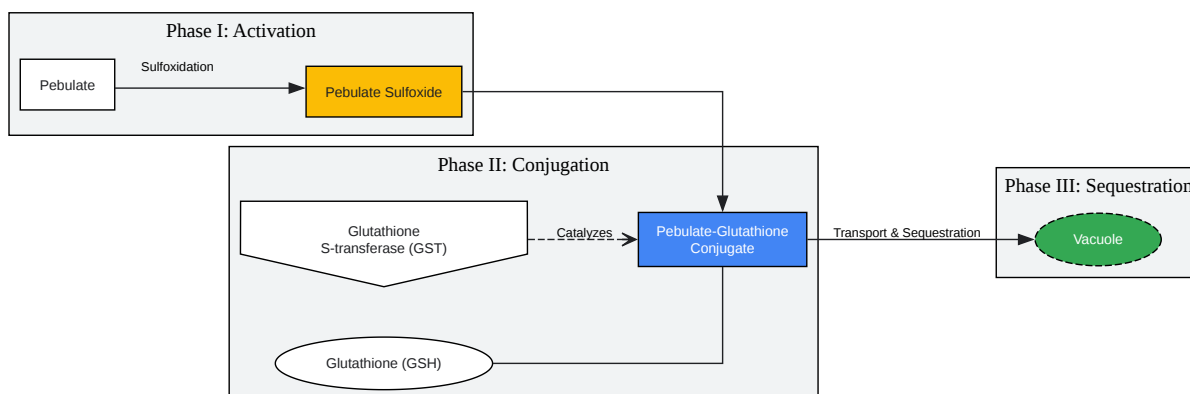 Phase I: Activation
Sulfoxidation
Pebulate
Pebulate Sulfoxide
Phase II: Conjugation
Glutathione
S-transferase (GST)
Catalyzes
Pebulate-Glutathione
Conjugate
Transport & Sequestration
Phase III: Sequestration
Vacuole
Glutathione (GSH)